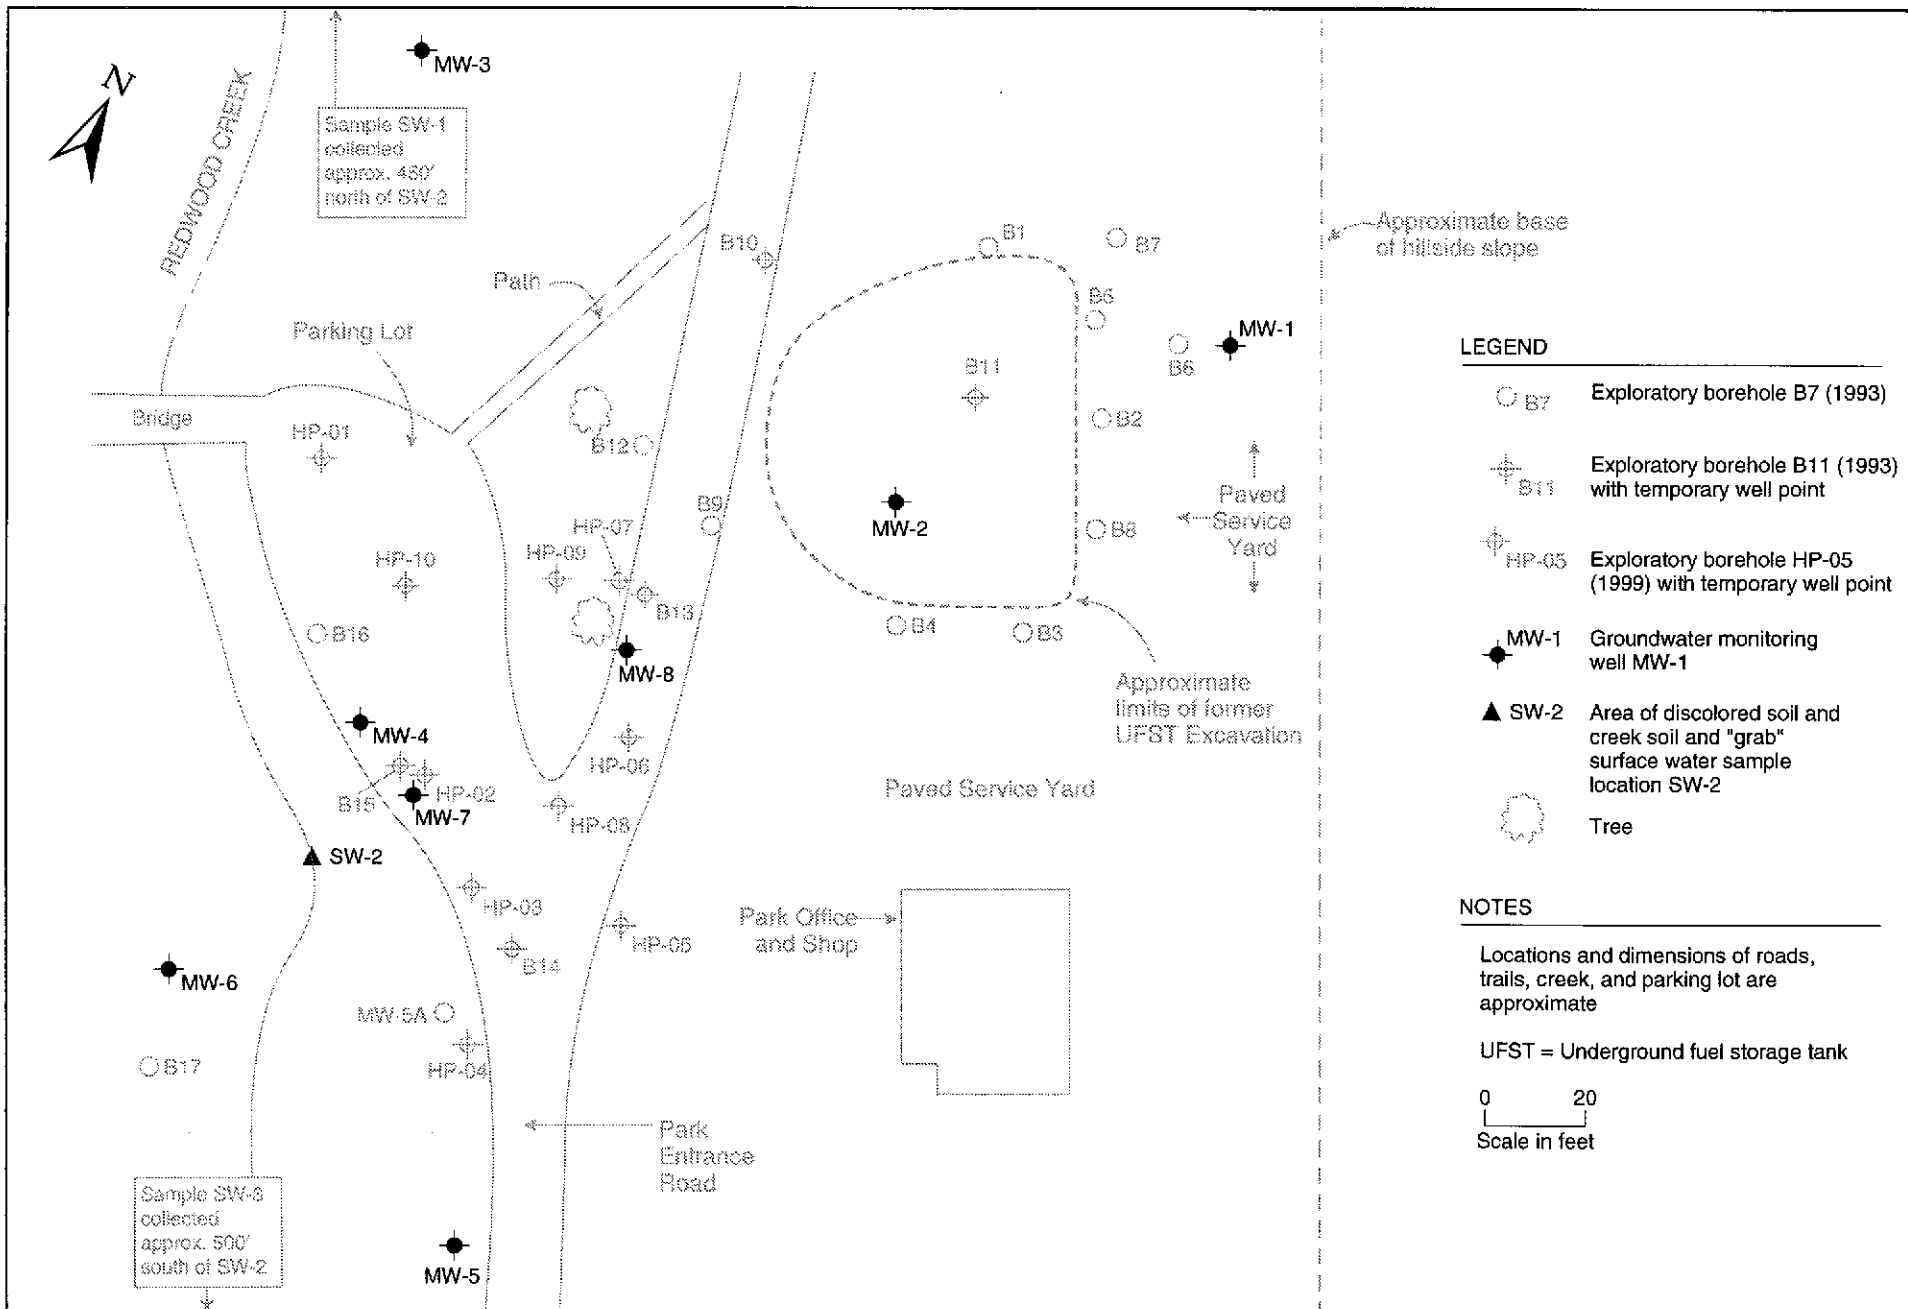 N
REDWOOD CREEK
MW-3
Sample SW-1
collected
approx. 450'
north of SW-2
Path
Parking Lot
Bridge
B10
B1
B7
B5
MW-1
B6
B11
B2
Approximate base
of hillside slope
HP-01
B12
B9
MW-2
B8
Paved
Service
Yard
HP-07
HP-09
HP-10
B13
B16
B4
B3
MW-8
MW-4
Approximate
limits of former
UFST Excavation
HP-06
B15
HP-02
MW-7
HP-08
Paved Service Yard
SW-2
HP-03
HP-05
B14
Park Office
and Shop
MW-6
MW-5A
HP-04
B17
Park
Entrance
Road
Sample SW-3
collected
approx. 500'
south of SW-2
MW-5
LEGEND
B7
Exploratory borehole B7 (1993)
B11
Exploratory borehole B11 (1993)
with temporary well point
HP-05
Exploratory borehole HP-05
(1999) with temporary well point
MW-1
Groundwater monitoring
well MW-1
SW-2
Area of discolored soil and
creek soil and "grab"
surface water sample
location SW-2
Tree
NOTES
Locations and dimensions of roads,
trails, creek, and parking lot are
approximate
UFST = Underground fuel storage tank
0 20
Scale in feet